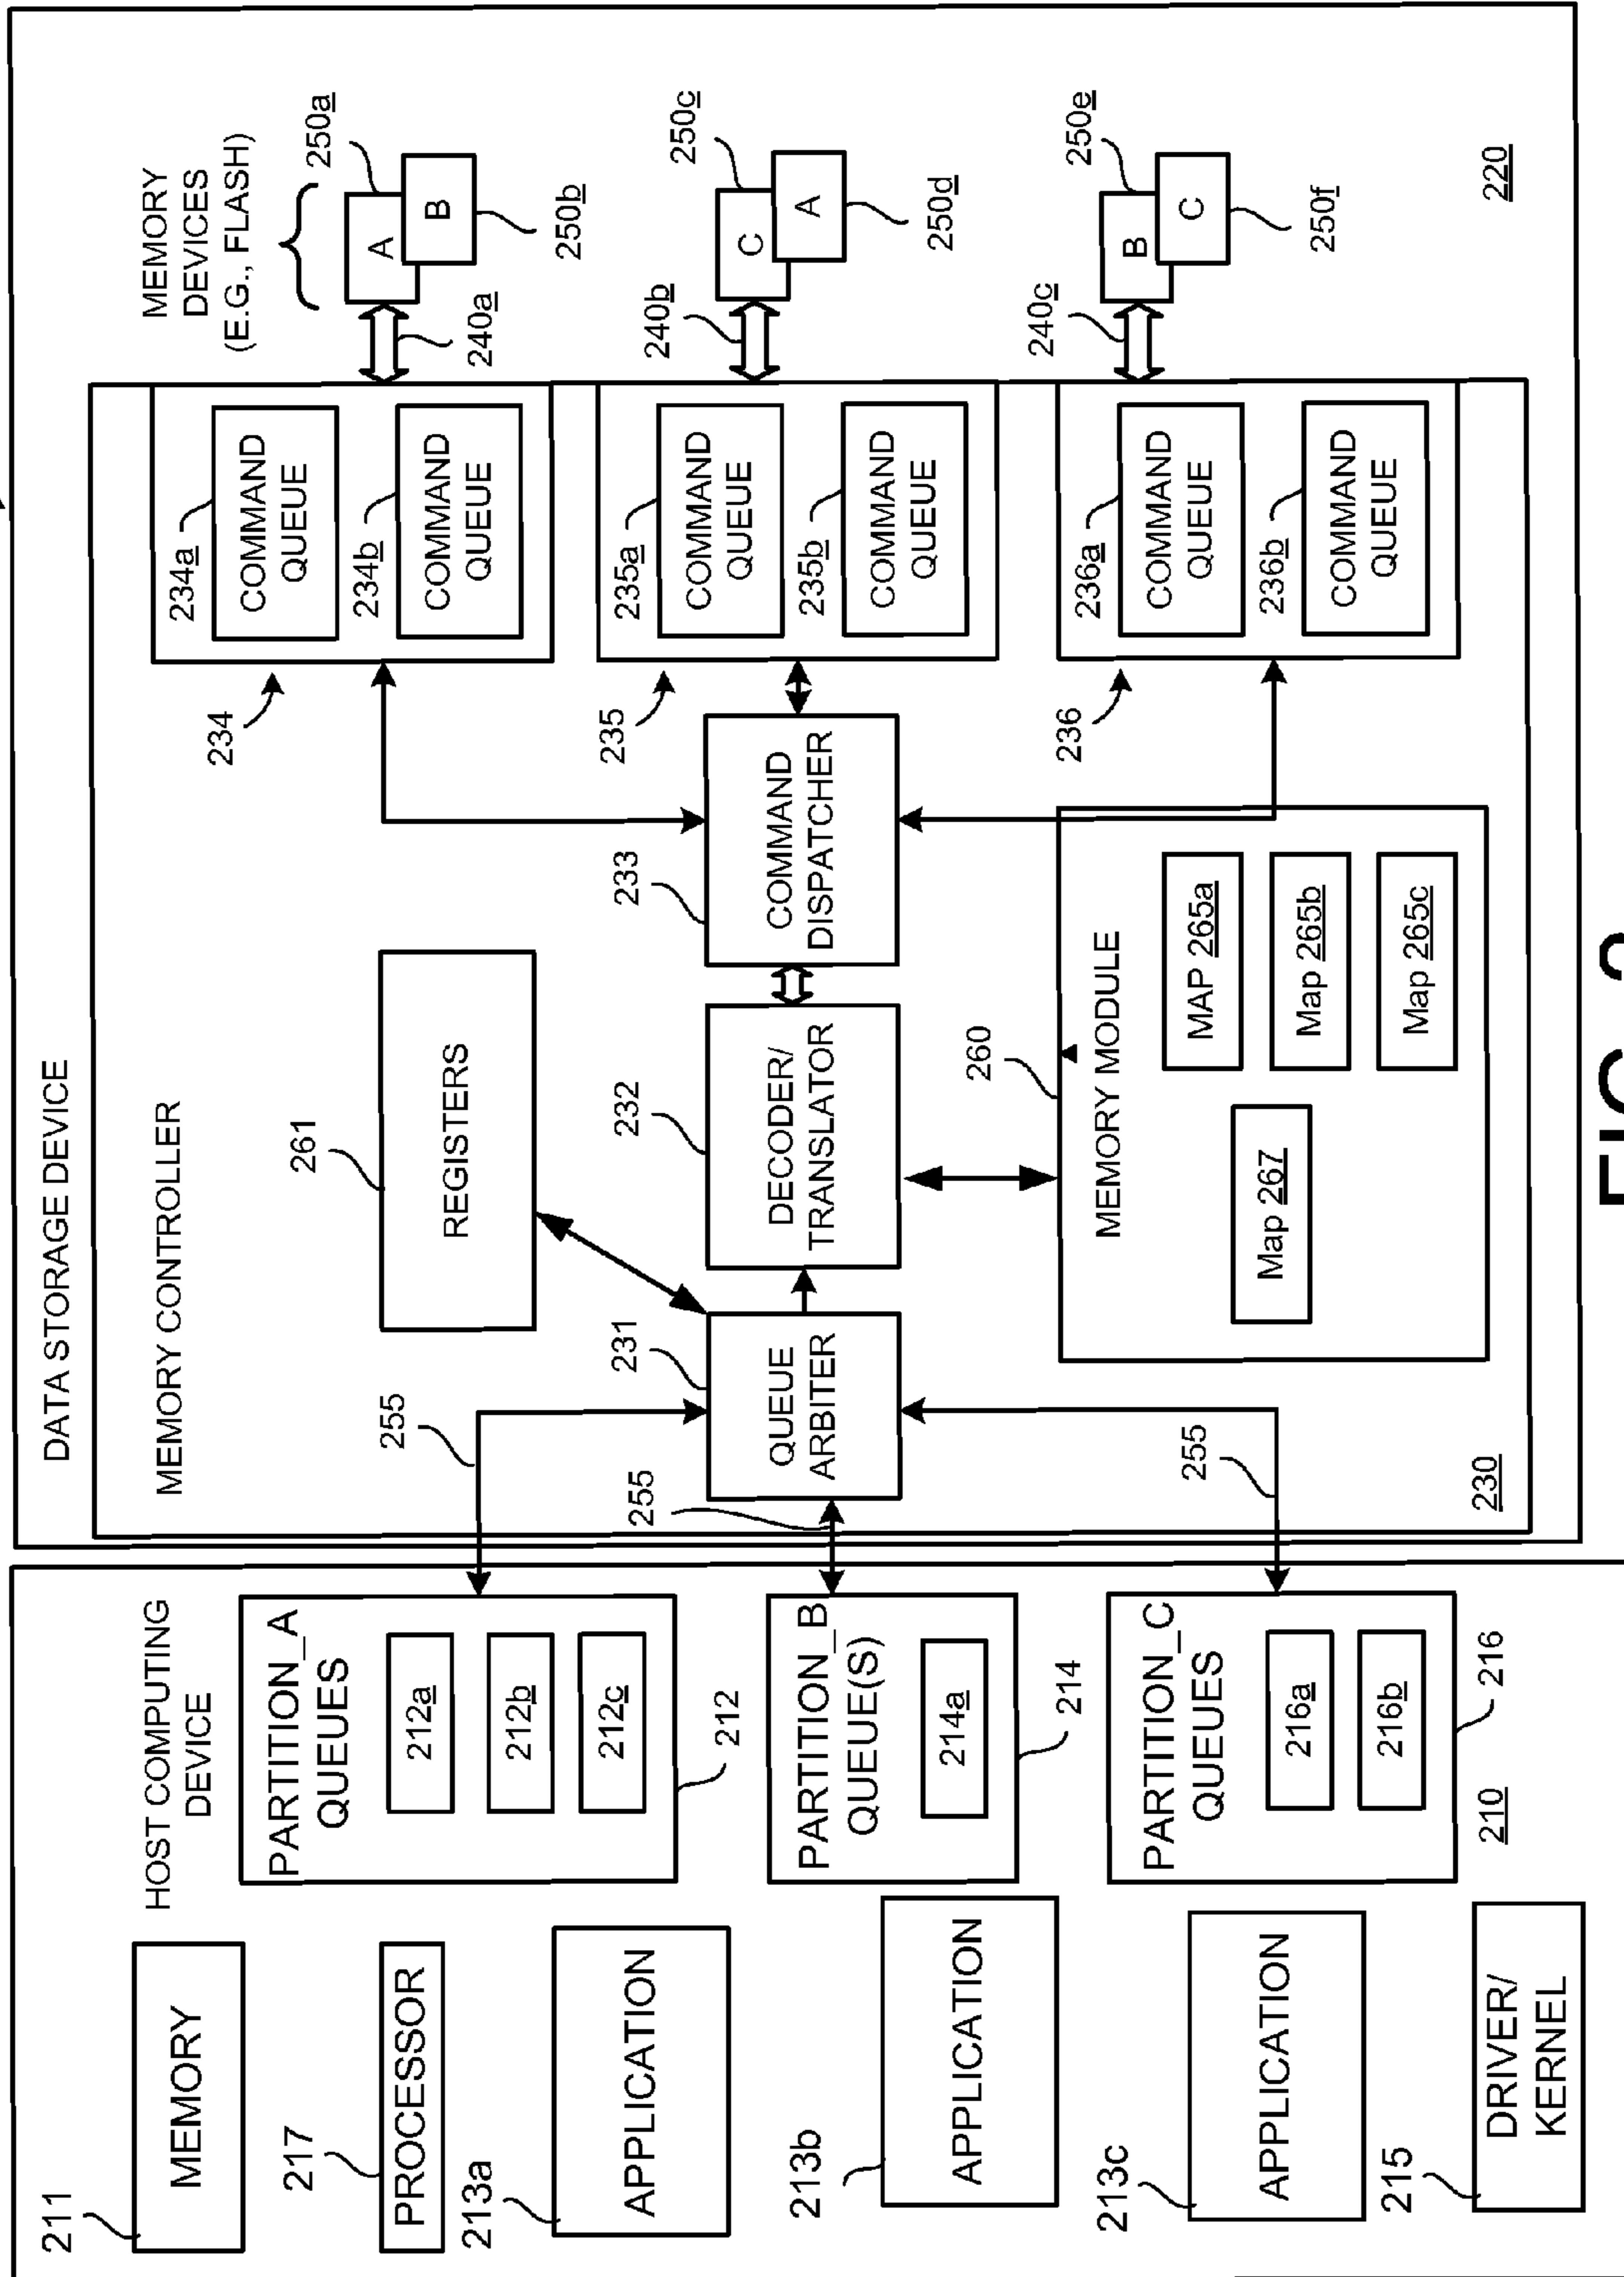 HOST COMPUTING
DEVICE
211
MEMORY
217
PROCESSOR
213a
APPLICATION
213b
APPLICATION
213c
APPLICATION
215
DRIVER/
KERNEL
PARTITION_A
QUEUES
212a
212b
212c
212
PARTITION_B
QUEUE(S)
214a
214
PARTITION_C
QUEUES
216a
216b
216
210
DATA STORAGE DEVICE
MEMORY CONTROLLER
255
255
255
230
231
QUEUE
ARBITER
261
REGISTERS
232
DECODER/
TRANSLATOR
233
COMMAND
DISPATCHER
260
MEMORY MODULE
Map 267
MAP 265a
Map 265b
Map 265c
234
234a
COMMAND
QUEUE
234b
COMMAND
QUEUE
235
235a
COMMAND
QUEUE
235b
COMMAND
QUEUE
236
236a
COMMAND
QUEUE
236b
COMMAND
QUEUE
MEMORY
DEVICES
(E.G., FLASH)
240a
A
B
250a
250b
240b
C
A
250c
250d
240c
B
C
250e
250f
220